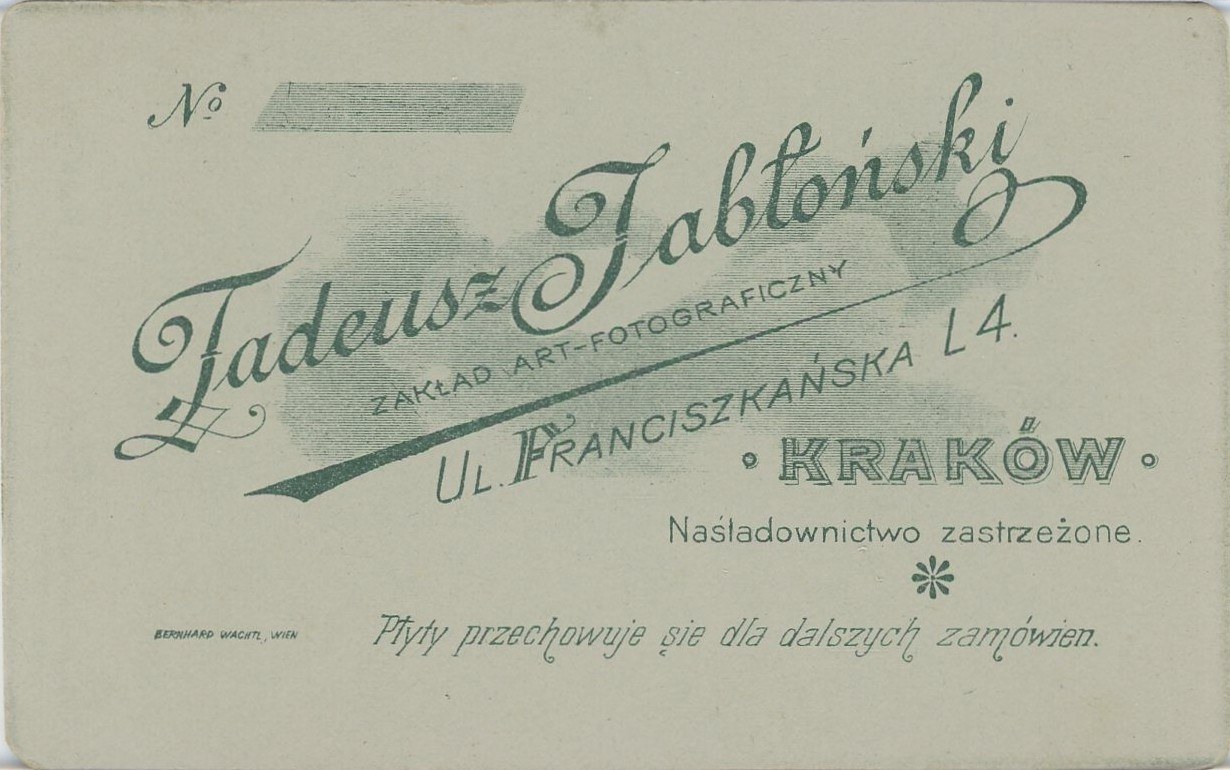 No
Tadeusz Jabłoński
ZAKŁAD ART-FOTOGRAFICZNY
UL. FRANCISZKAŃSKA L 4.
• KRAKÓW •
Naśladownictwo zastrzeżone.
Płyty przechowuje się dla dalszych zamówien.
BERNHARD WACHTL, WIEN